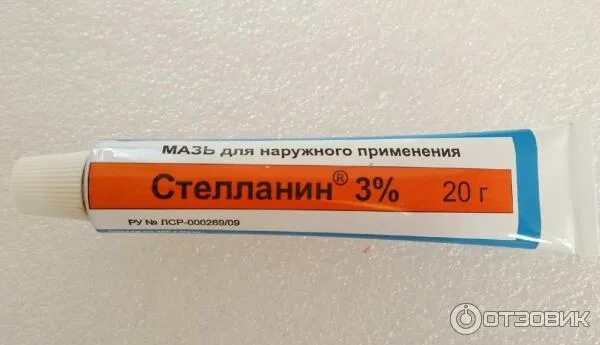 МАЗЬ для наружного применения
Стелланин® 3% 20 г
РУ № ЛСР-000269/09
ОТЗОВИК